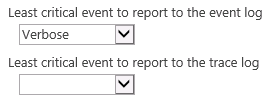 Least critical event to report to the event log
Verbose
Least critical event to report to the trace log